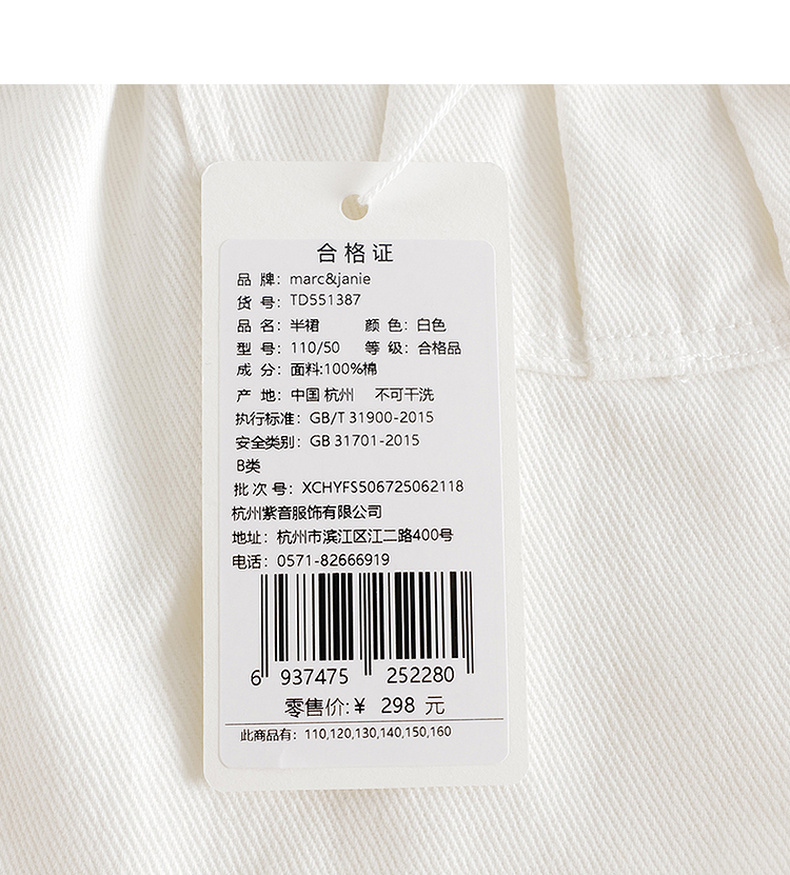 合格证
品 牌：marc&janie
货 号：TD551387
品 名：半裙 颜 色：白色
型 号：110/50 等 级：合格品
成 分：面料:100%棉
产 地：中国 杭州 不可干洗
执行标准：GB/T 31900-2015
安全类别：GB 31701-2015
B类
批 次 号：XCHYFS506725062118
杭州紫音服饰有限公司
地址：杭州市滨江区江二路400号
电话：0571-82666919
6 937475 252280
零售价:¥ 298 元
此商品有：110,120,130,140,150,160